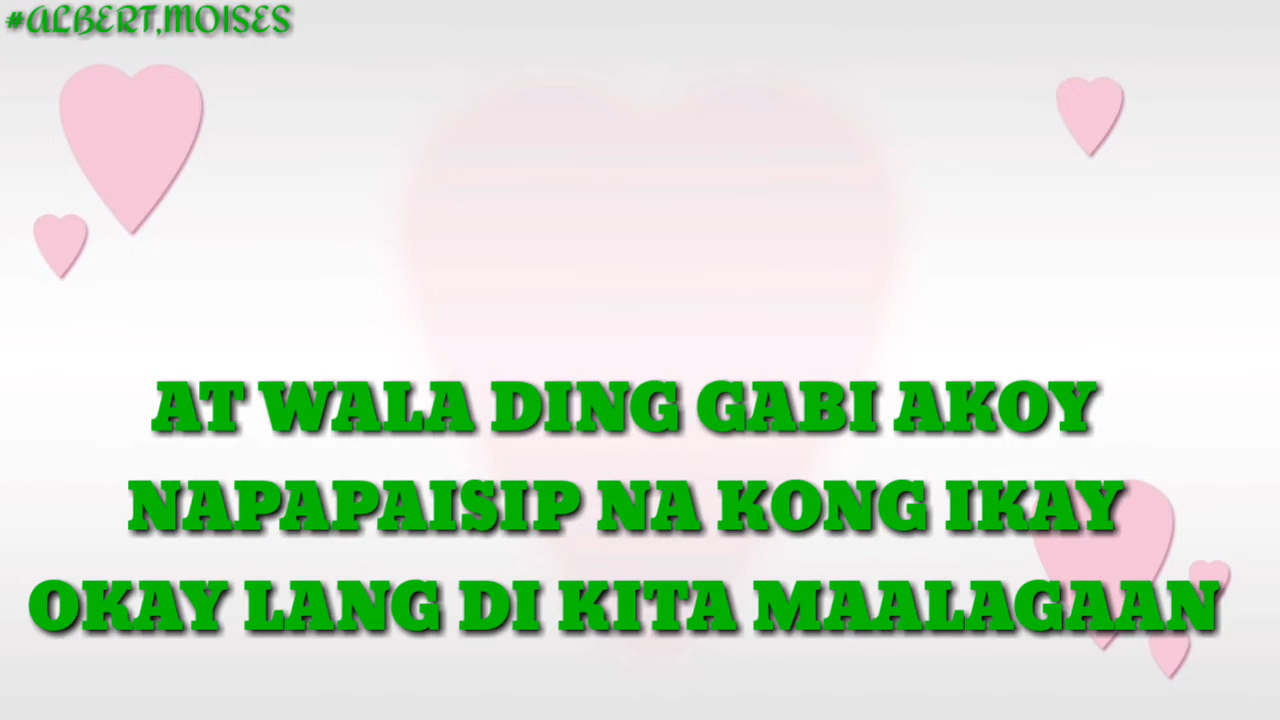 #ALBERT,MOISES
AT WALA DING GABI AKOY
NAPAPAISIP NA KONG IKAY
OKAY LANG DI KITA MAALAGAAN